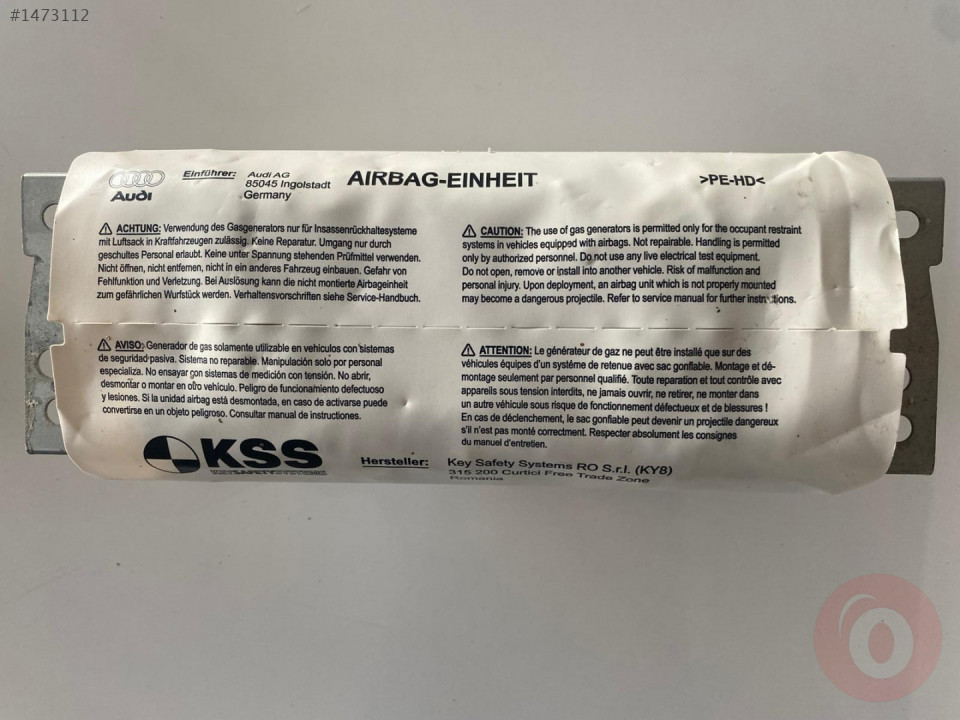 #1473112
Audi
Einführer: Audi AG
85045 Ingolstadt
Germany
AIRBAG-EINHEIT
>PE-HD<
ACHTUNG: Verwendung des Gasgenerators nur für Insassenrückhaltesysteme
mit Luftsack in Kraftfahrzeugen zulässig. Keine Reparatur. Umgang nur durch
geschultes Personal erlaubt. Keine unter Spannung stehenden Prüfmittel verwenden.
Nicht öffnen, nicht entfernen, nicht in ein anderes Fahrzeug einbauen. Gefahr von
Fehlfunktion und Verletzung. Bei Auslösung kann die nicht montierte Airbageinheit
zum gefährlichen Wurfstück werden. Verhaltensvorschriften siehe Service-Handbuch.
CAUTION: The use of gas generators is permitted only for the occupant restraint
systems in vehicles equipped with airbags. Not repairable. Handling is permitted
only by authorized personnel. Do not use any live electrical test equipment.
Do not open, remove or install into another vehicle. Risk of malfunction and
personal injury. Upon deployment, an airbag unit which is not properly mounted
may become a dangerous projectile. Refer to service manual for further instructions.
AVISO: Generador de gas solamente utilizable en vehículos con sistemas
de seguridad pasiva. Sistema no reparable. Manipulación solo por personal
especializa. No ensayar con sistemas de medición con tensión. No abrir,
desmontar o montar en otro vehículo. Peligro de funcionamiento defectuoso
y lesiones. Si la unidad airbag está desmontada, en caso de activarse puede
convertirse en un objeto peligroso. Consultar manual de instructiones.
ATTENTION: Le générateur de gaz ne peut être installé que sur des
véhicules équipes d'un systéme de retenue avec sac gonflable. Montage et dé-
montage seulement par personnel qualifié. Toute reparation et tout contrôle avec
appareils sous tension interdits, ne jamais ouvrir, ne retirer, ne monter dans
un autre véhicule sous risque de fonctionnement défectueux et de blessures !
En cas de déclenchement, le sac gonflable peut devenir un projectile dangereux
s'il n'est pas monté correctment. Respecter absolument les consignes
du manuel d'entretien.
KSS
KEY SAFETY SYSTEMS
Hersteller: Key Safety Systems RO S.r.l. (KY8)
315 200 Curtici Free Trade Zone
Romania